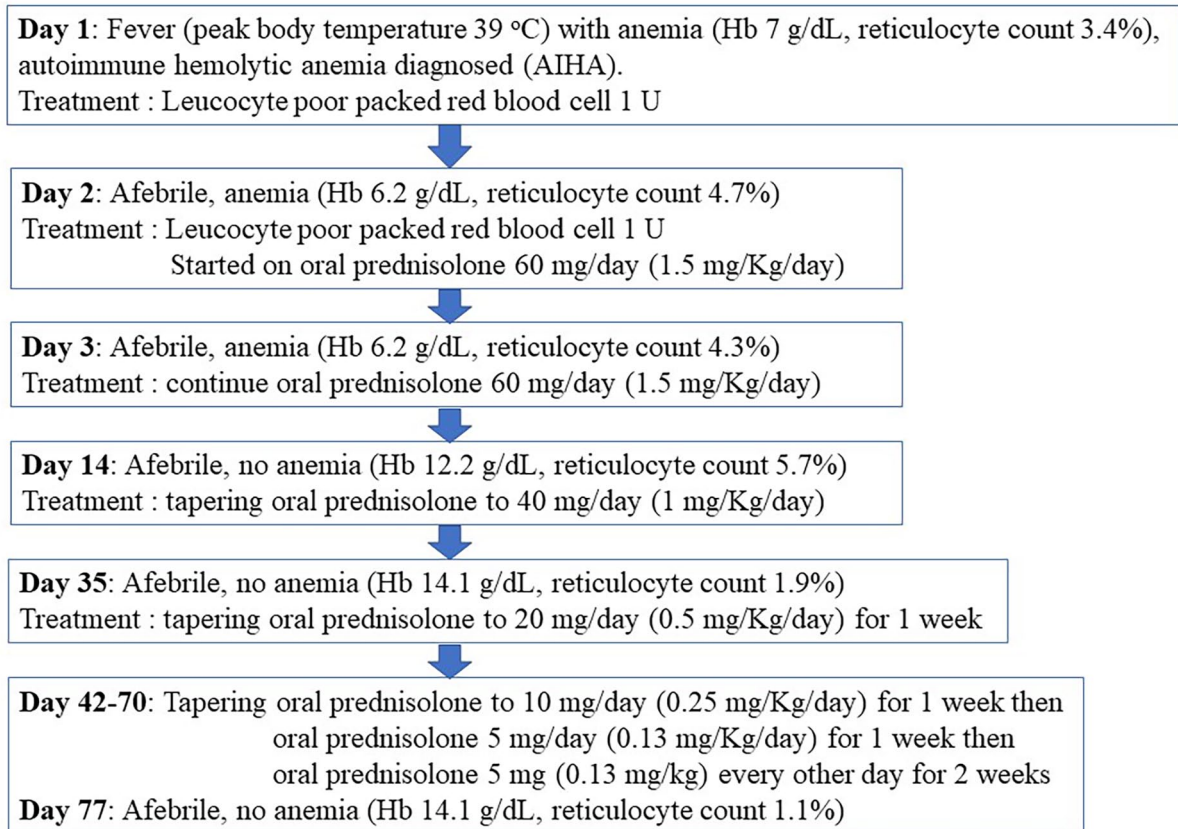 Day 1: Fever (peak body temperature 39 °C) with anemia (Hb 7 g/dL, reticulocyte count 3.4%),
autoimmune hemolytic anemia diagnosed (AIHA).
Treatment : Leucocyte poor packed red blood cell 1 U
Day 2: Afebrile, anemia (Hb 6.2 g/dL, reticulocyte count 4.7%)
Treatment : Leucocyte poor packed red blood cell 1 U
Started on oral prednisolone 60 mg/day (1.5 mg/Kg/day)
Day 3: Afebrile, anemia (Hb 6.2 g/dL, reticulocyte count 4.3%)
Treatment : continue oral prednisolone 60 mg/day (1.5 mg/Kg/day)
Day 14: Afebrile, no anemia (Hb 12.2 g/dL, reticulocyte count 5.7%)
Treatment : tapering oral prednisolone to 40 mg/day (1 mg/Kg/day)
Day 35: Afebrile, no anemia (Hb 14.1 g/dL, reticulocyte count 1.9%)
Treatment : tapering oral prednisolone to 20 mg/day (0.5 mg/Kg/day) for 1 week
Day 42-70: Tapering oral prednisolone to 10 mg/day (0.25 mg/Kg/day) for 1 week then
oral prednisolone 5 mg/day (0.13 mg/Kg/day) for 1 week then
oral prednisolone 5 mg (0.13 mg/kg) every other day for 2 weeks
Day 77: Afebrile, no anemia (Hb 14.1 g/dL, reticulocyte count 1.1%)